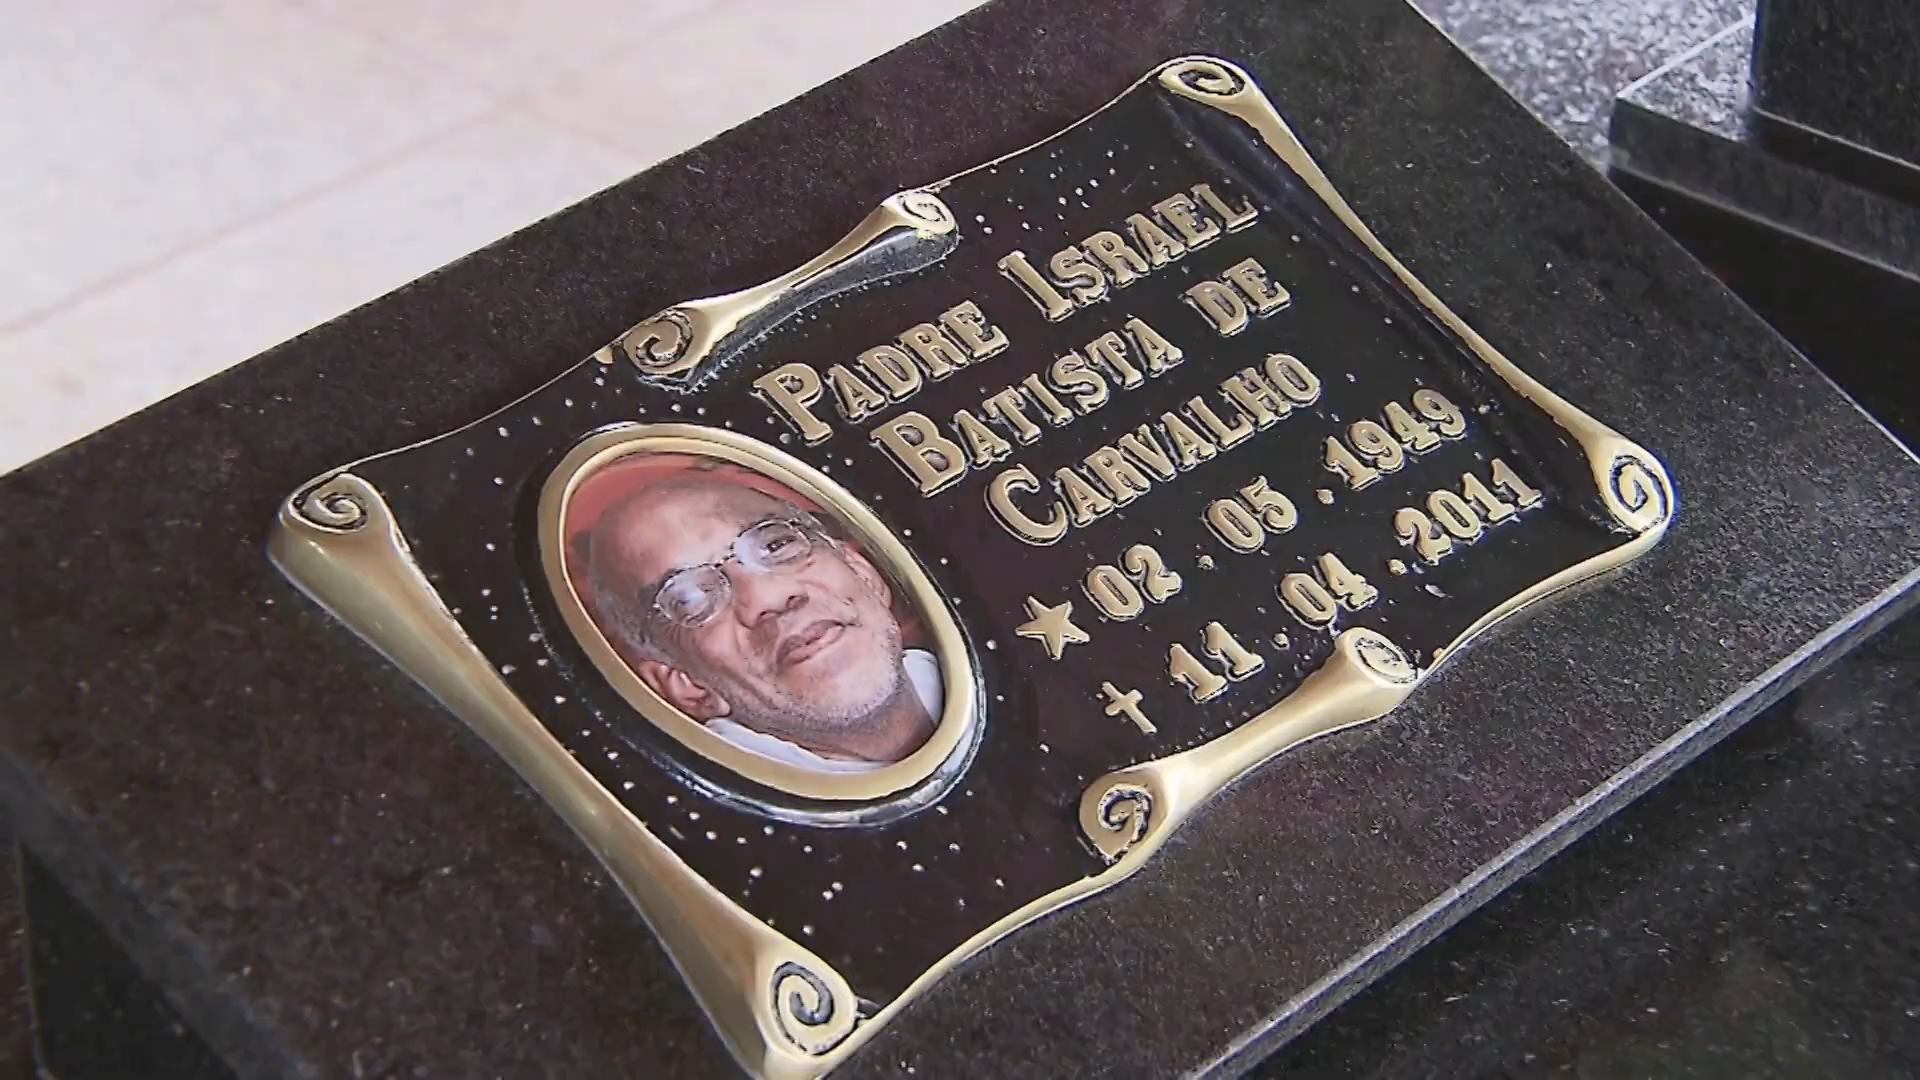 PADRE ISRAEL
BATISTA DE
CARVALHO
★ 02.05.1949
✝ 11.04.2011